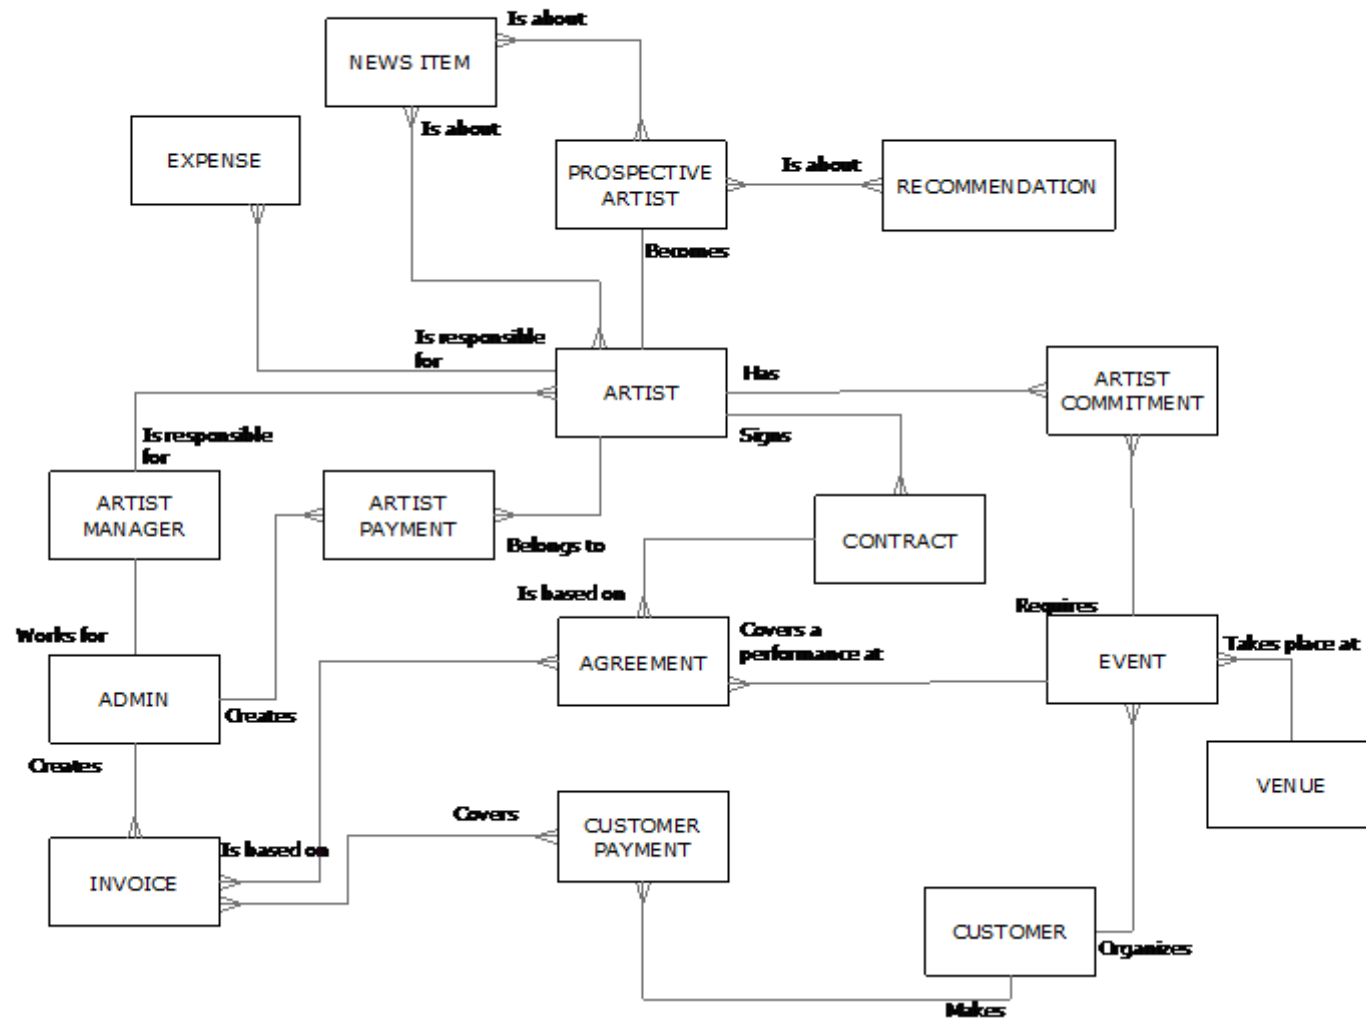 Is about
NEWS ITEM
Is about
EXPENSE
PROSPECTIVE
ARTIST
Is about
RECOMMENDATION
Becomes
Is responsible
for
ARTIST
Has
ARTIST
COMMITMENT
Is responsible
for
Signs
ARTIST
MANAGER
ARTIST
PAYMENT
Belongs to
CONTRACT
Is based on
Requires
Works for
Covers a
performance at
Takes place at
ADMIN
AGREEMENT
EVENT
Creates
Creates
VENUE
Covers
CUSTOMER
PAYMENT
Is based on
INVOICE
CUSTOMER
Organizes
Makes